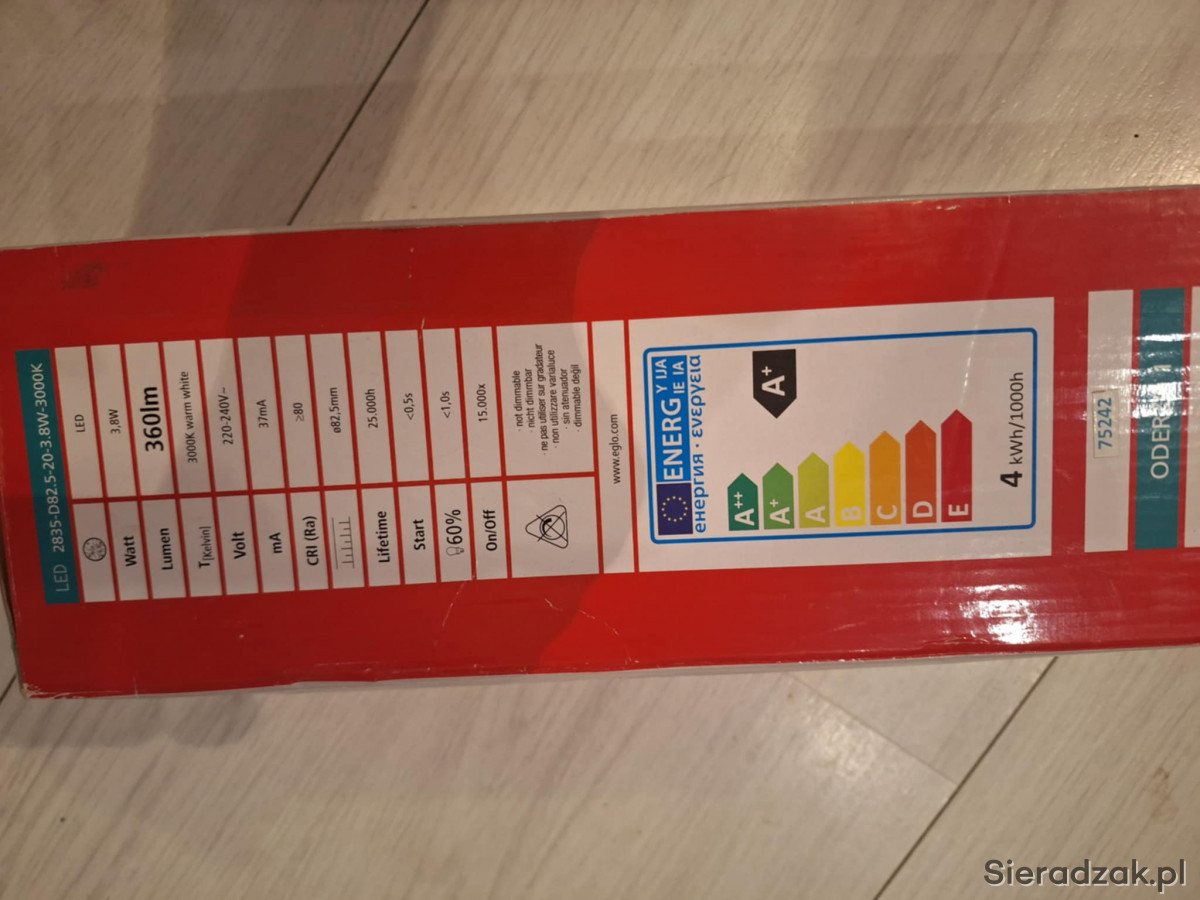 LED 2835-D82.5-20-3.8W-3000K
LED
Watt 3,8W
Lumen 360lm
T[Kelvin] 3000K warm white
Volt 220-240V~
mA 37mA
CRI (Ra) ≥80
ø82,5mm
Lifetime 25.000h
Start <0,5s
60% <1,0s
On/Off 15.000x
· not dimmable
· nicht dimmbar
· ne pas utiliser sur gradateur
· non utilizzare varialuce
· sin atenuador
· dimmable değil
www.eglo.com
ENERG Y IJA
IE IA
енергия · ενεργεια
A++
A+
A
B
C
D
E
A+
4 kWh/1000h
75242
Sieradzak.pl